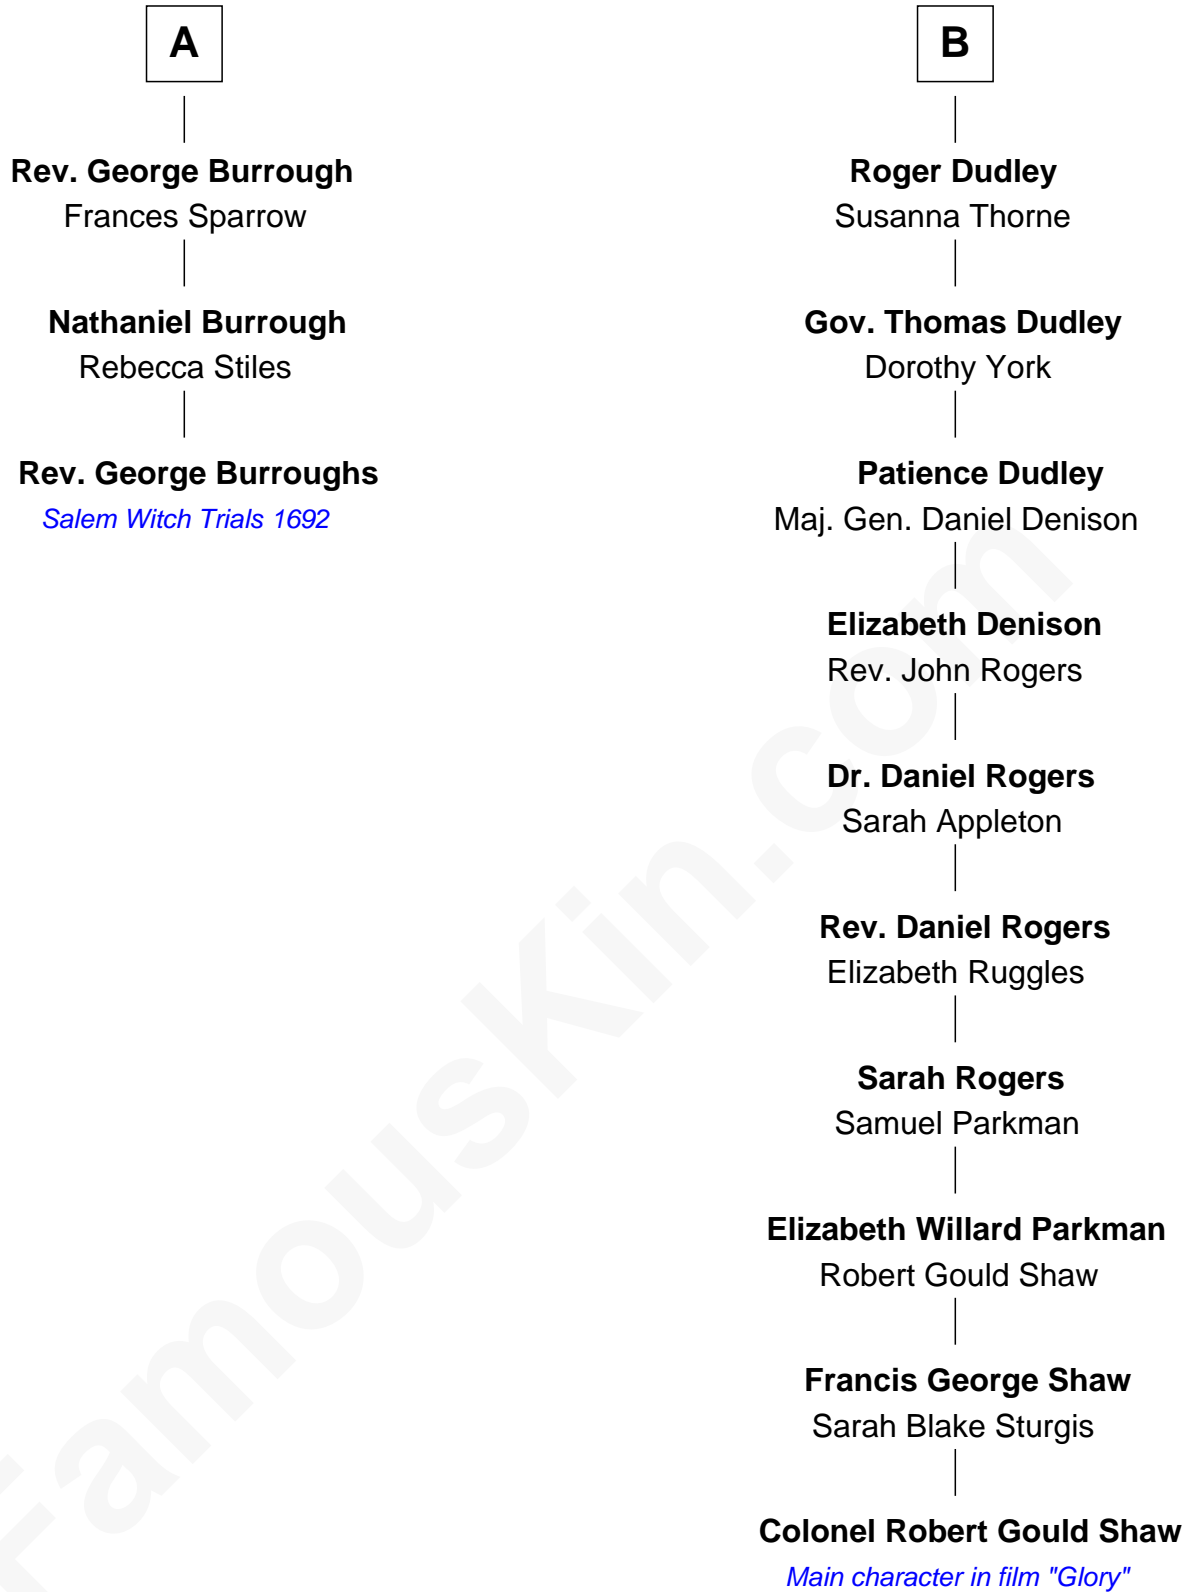 A
Rev. George Burrough
Frances Sparrow
Nathaniel Burrough
Rebecca Stiles
Rev. George Burroughs
Salem Witch Trials 1692
B
Roger Dudley
Susanna Thorne
Gov. Thomas Dudley
Dorothy York
Patience Dudley
Maj. Gen. Daniel Denison
Elizabeth Denison
Rev. John Rogers
Dr. Daniel Rogers
Sarah Appleton
Rev. Daniel Rogers
Elizabeth Ruggles
Sarah Rogers
Samuel Parkman
Elizabeth Willard Parkman
Robert Gould Shaw
Francis George Shaw
Sarah Blake Sturgis
Colonel Robert Gould Shaw
Main character in film "Glory"
FamousKin.com